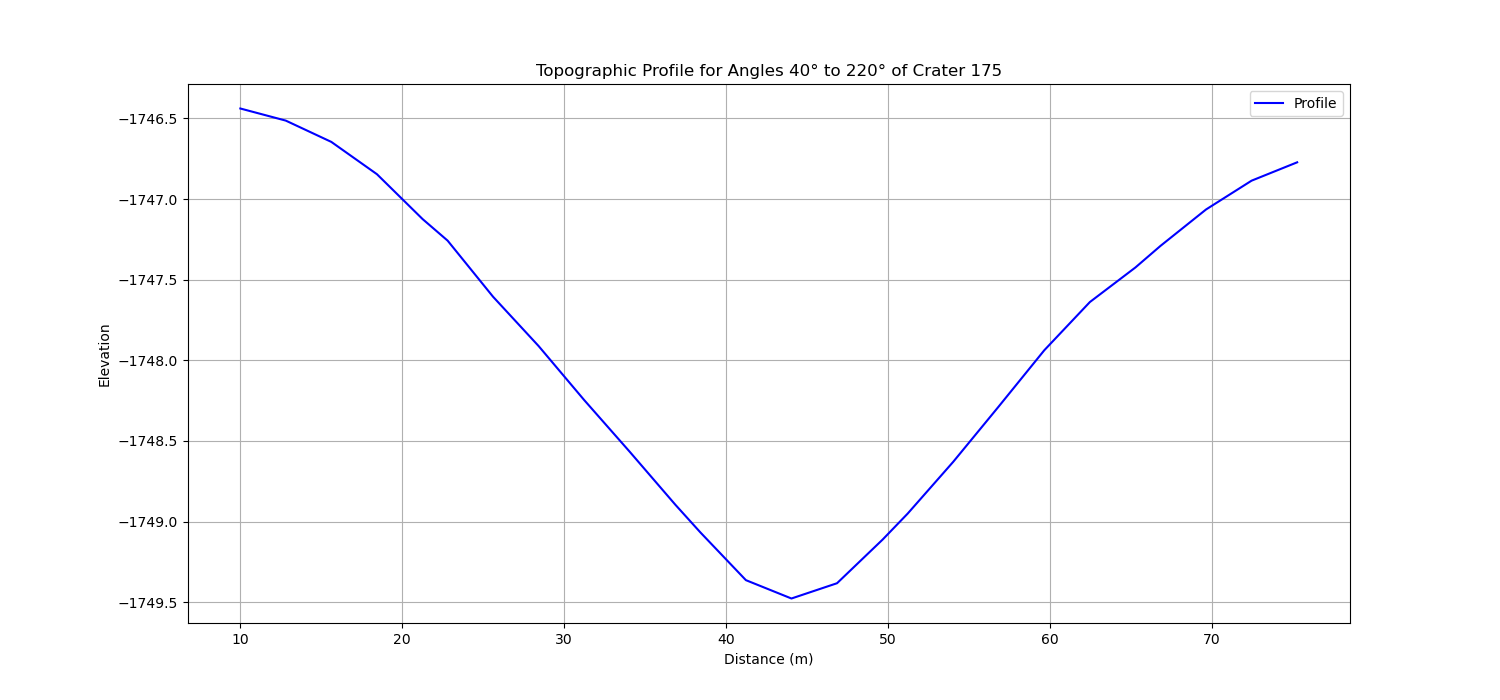 Topographic Profile for Angles 40° to 220° of Crater 175
Profile
−1746.5
−1747.0
−1747.5
−1748.0
−1748.5
−1749.0
−1749.5
Elevation
10 20 30 40 50 60 70
Distance (m)